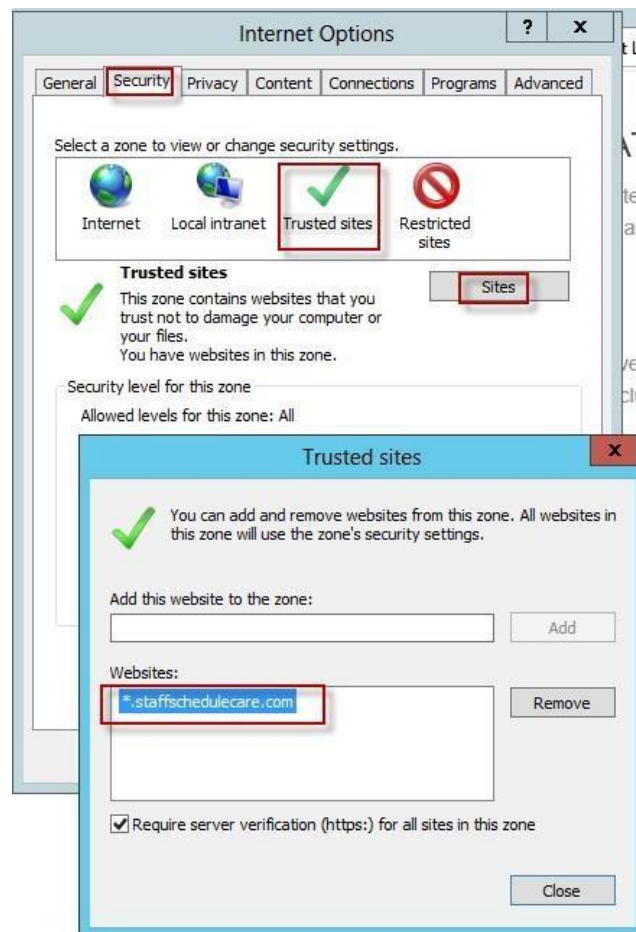 Internet Options
? x
General Security Privacy Content Connections Programs Advanced
Select a zone to view or change security settings.
Internet Local intranet Trusted sites Restricted
sites
Trusted sites
Sites
This zone contains websites that you
trust not to damage your computer or
your files.
You have websites in this zone.
Security level for this zone
Allowed levels for this zone: All
Trusted sites
x
You can add and remove websites from this zone. All websites in
this zone will use the zone's security settings.
Add this website to the zone:
Add
Websites:
*.staffschedulecare.com
Remove
Require server verification (https:) for all sites in this zone
Close